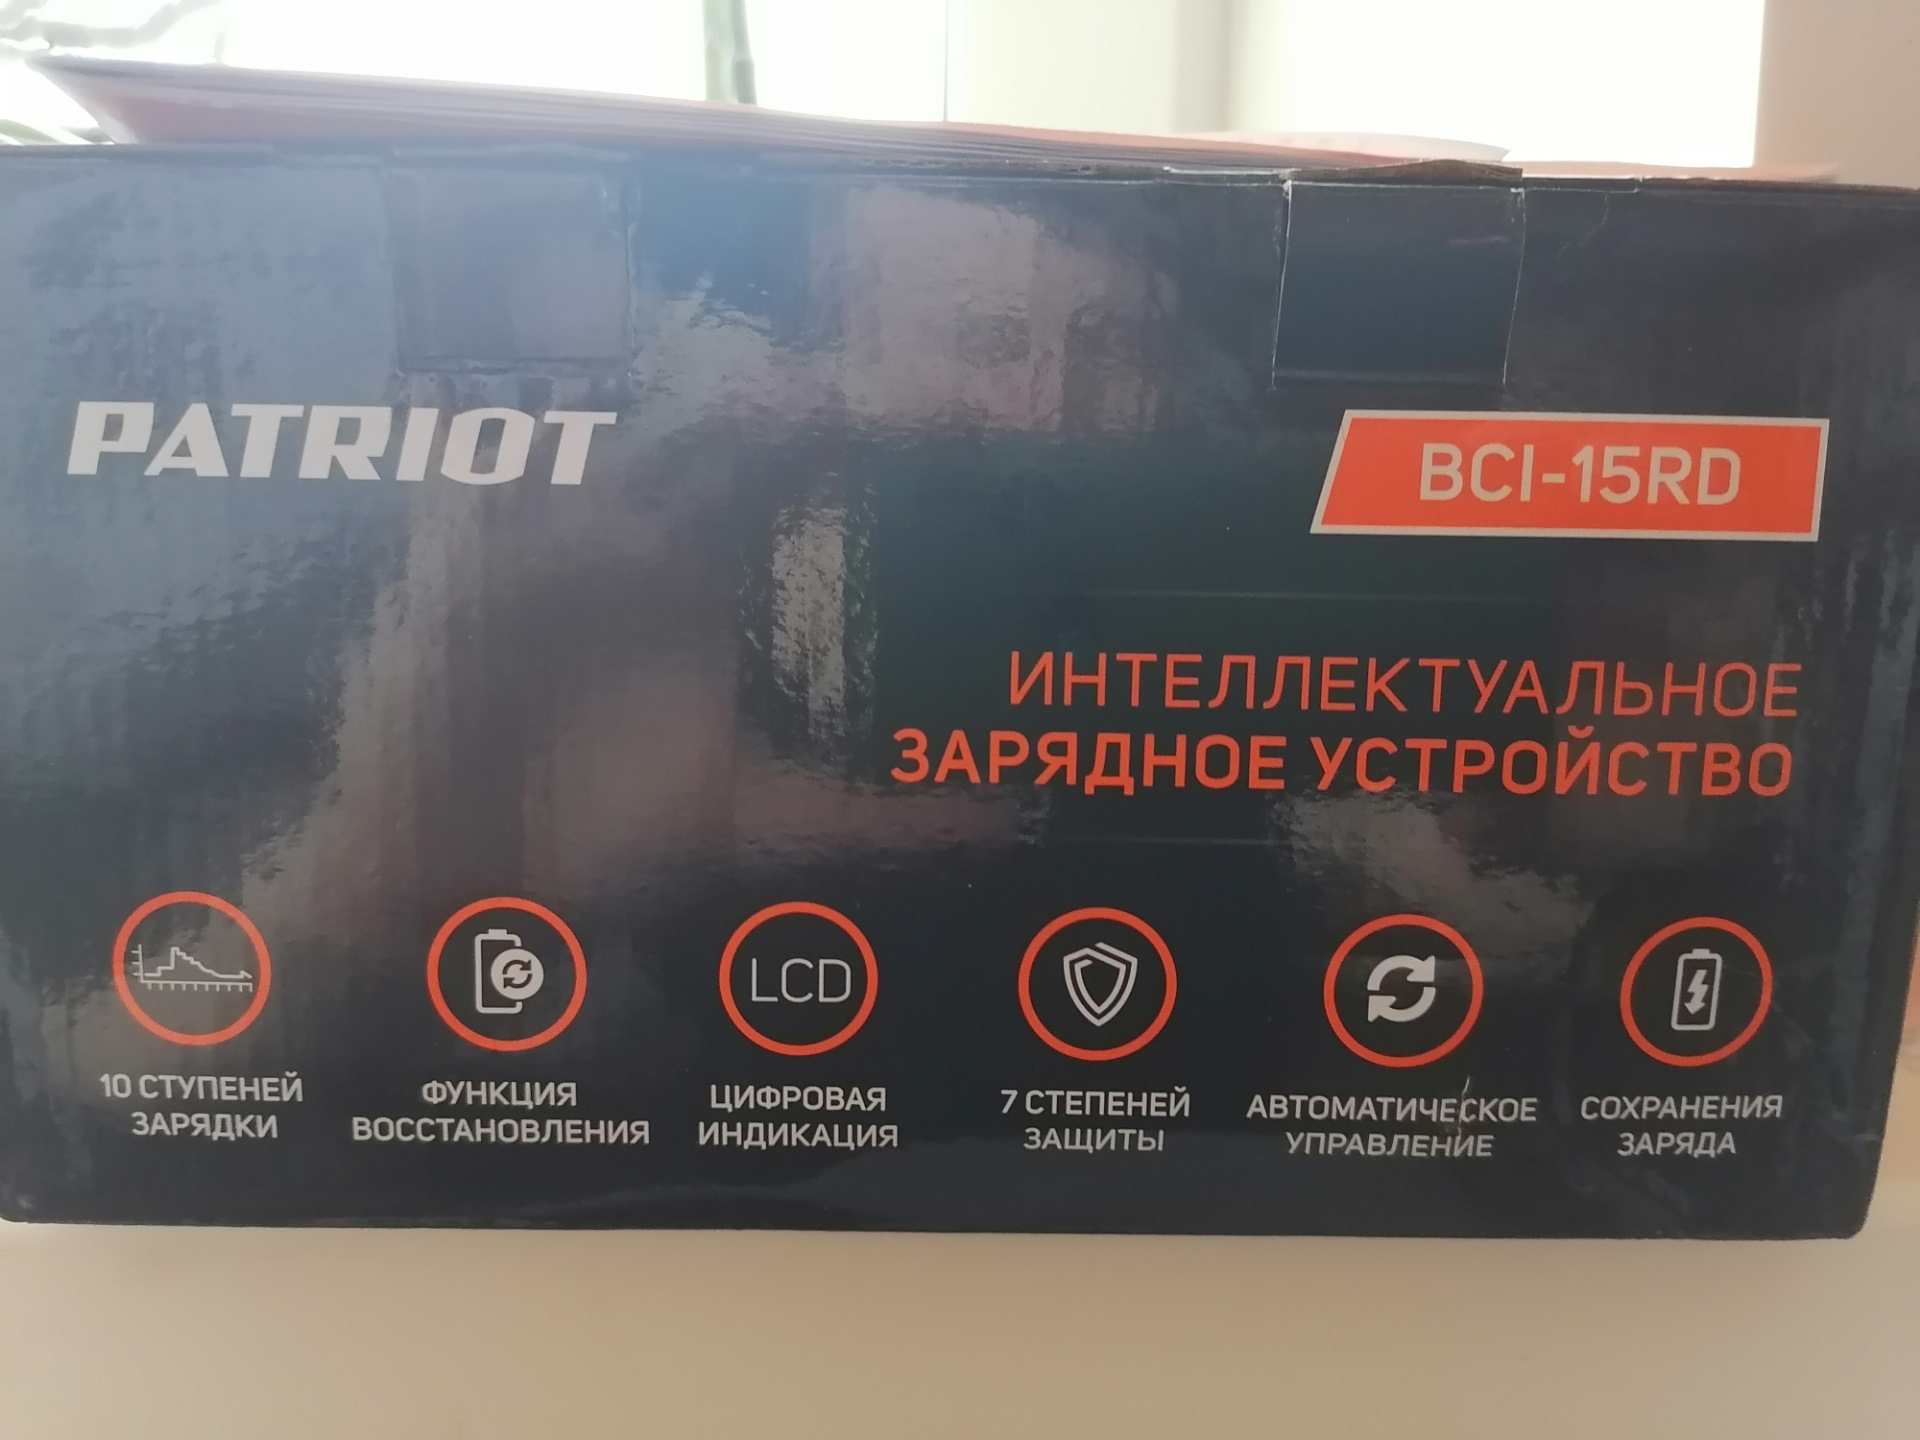 PATRIOT
BCI-15RD
ИНТЕЛЛЕКТУАЛЬНОЕ
ЗАРЯДНОЕ УСТРОЙСТВО
LCD
10 СТУПЕНЕЙ
ЗАРЯДКИ
ФУНКЦИЯ
ВОССТАНОВЛЕНИЯ
ЦИФРОВАЯ
ИНДИКАЦИЯ
7 СТЕПЕНЕЙ
ЗАЩИТЫ
АВТОМАТИЧЕСКОЕ
УПРАВЛЕНИЕ
СОХРАНЕНИЯ
ЗАРЯДА